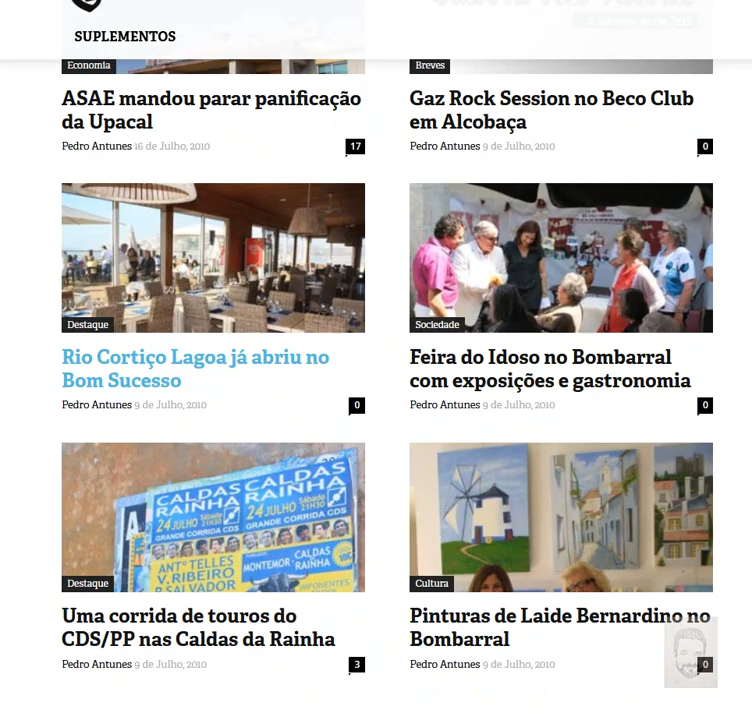 SUPLEMENTOS
Economia
ASAE mandou parar panificação
da Upacal
Pedro Antunes 16 de Julho, 2010
17
Breves
Gaz Rock Session no Beco Club
em Alcobaça
Pedro Antunes 9 de Julho, 2010
0
Destaque
Rio Cortiço Lagoa já abriu no
Bom Sucesso
Pedro Antunes 9 de Julho, 2010
0
Sociedade
Feira do Idoso no Bombarral
com exposições e gastronomia
Pedro Antunes 9 de Julho, 2010
0
CALDAS
RAINHA
24 JULHO Sábado 21H30
GRANDE CORRIDA CDS
CALDAS
RAINHA
24 JULHO Sábado 21H30
GRANDE CORRIDA CDS
ANTº TELLES
V. RIBEIRO
P. SALVADOR
MONTEMOR · CALDAS
RAINHA
Destaque
Uma corrida de touros do
CDS/PP nas Caldas da Rainha
Pedro Antunes 9 de Julho, 2010
3
Cultura
Pinturas de Laide Bernardino no
Bombarral
Pedro Antunes 9 de Julho, 2010
0